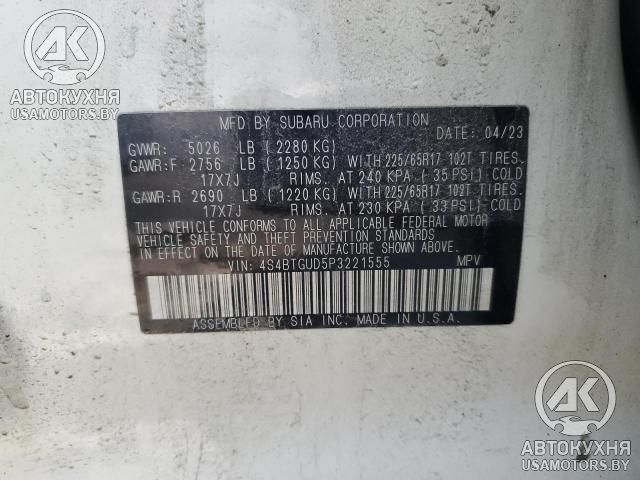 AK
АВТОКУХНЯ
USAMOTORS.BY
MFD BY SUBARU CORPORATION
DATE: 04/23
GVWR: 5026 LB (2280 KG)
GAWR:F 2756 LB (1250 KG) WITH 225/65R17 102T TIRES.
17X7J RIMS. AT 240 KPA (35 PSI) COLD
GAWR:R 2690 LB (1220 KG) WITH 225/65R17 102T TIRES.
17X7J RIMS. AT 230 KPA (33 PSI) COLD
THIS VEHICLE CONFORMS TO ALL APPLICABLE FEDERAL MOTOR
VEHICLE SAFETY AND THEFT PREVENTION STANDARDS
IN EFFECT ON THE DATE OF MANUFACTURE SHOWN ABOVE.
VIN: 4S4BTGUD5P3221555 MPV
ASSEMBLED BY SIA INC. MADE IN U.S.A.
AK
АВТОКУХНЯ
USAMOTORS.BY